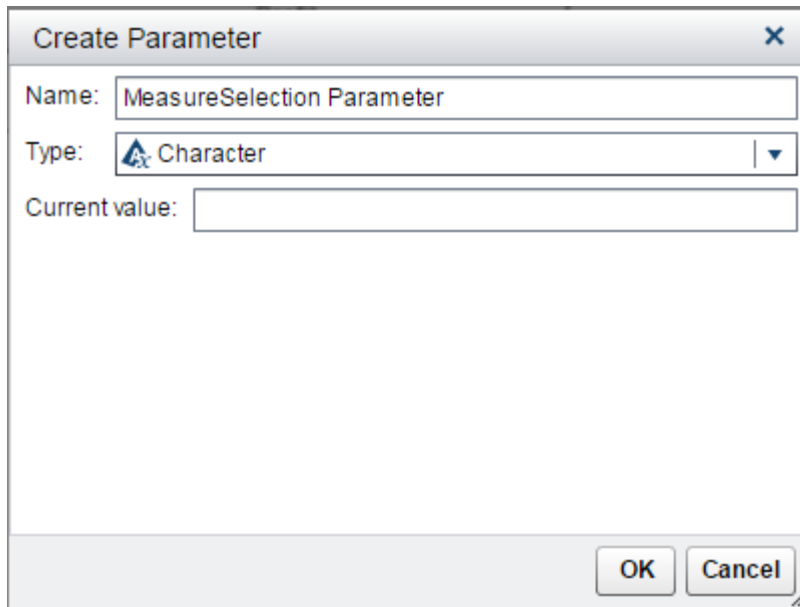 Create Parameter
Name: MeasureSelection Parameter
Type: Character
Current value:
OK Cancel